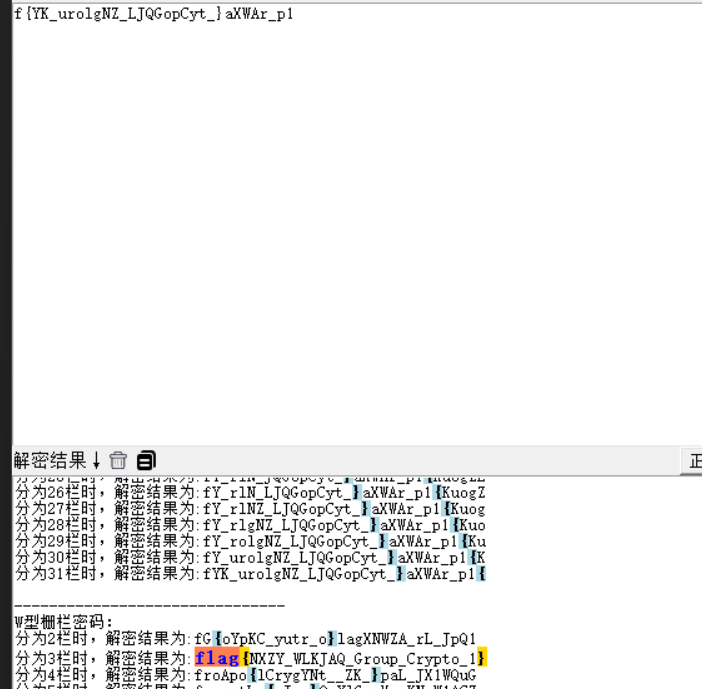 f{YK_urolgNZ_LJQGopCyt_}aXWAr_p1
解密结果↓
正
分为26栏时，解密结果为:fY_rlN_LJQGopCyt_}aXWAr_p1{KuogZ
分为27栏时，解密结果为:fY_rlNZ_LJQGopCyt_}aXWAr_p1{Kuog
分为28栏时，解密结果为:fY_rlgNZ_LJQGopCyt_}aXWAr_p1{Kuo
分为29栏时，解密结果为:fY_rolgNZ_LJQGopCyt_}aXWAr_p1{Ku
分为30栏时，解密结果为:fY_urolgNZ_LJQGopCyt_}aXWAr_p1{K
分为31栏时，解密结果为:fYK_urolgNZ_LJQGopCyt_}aXWAr_p1{
-------------------------------
W型栅栏密码：
分为2栏时，解密结果为:fG{oYpKC_yutr_o}lagXNWZA_rL_JpQ1
分为3栏时，解密结果为:flag{NXZY_WLKJAQ_Group_Crypto_1}
分为4栏时，解密结果为:froApo{lCrygYNt__ZK_}paL_JX1WQuG